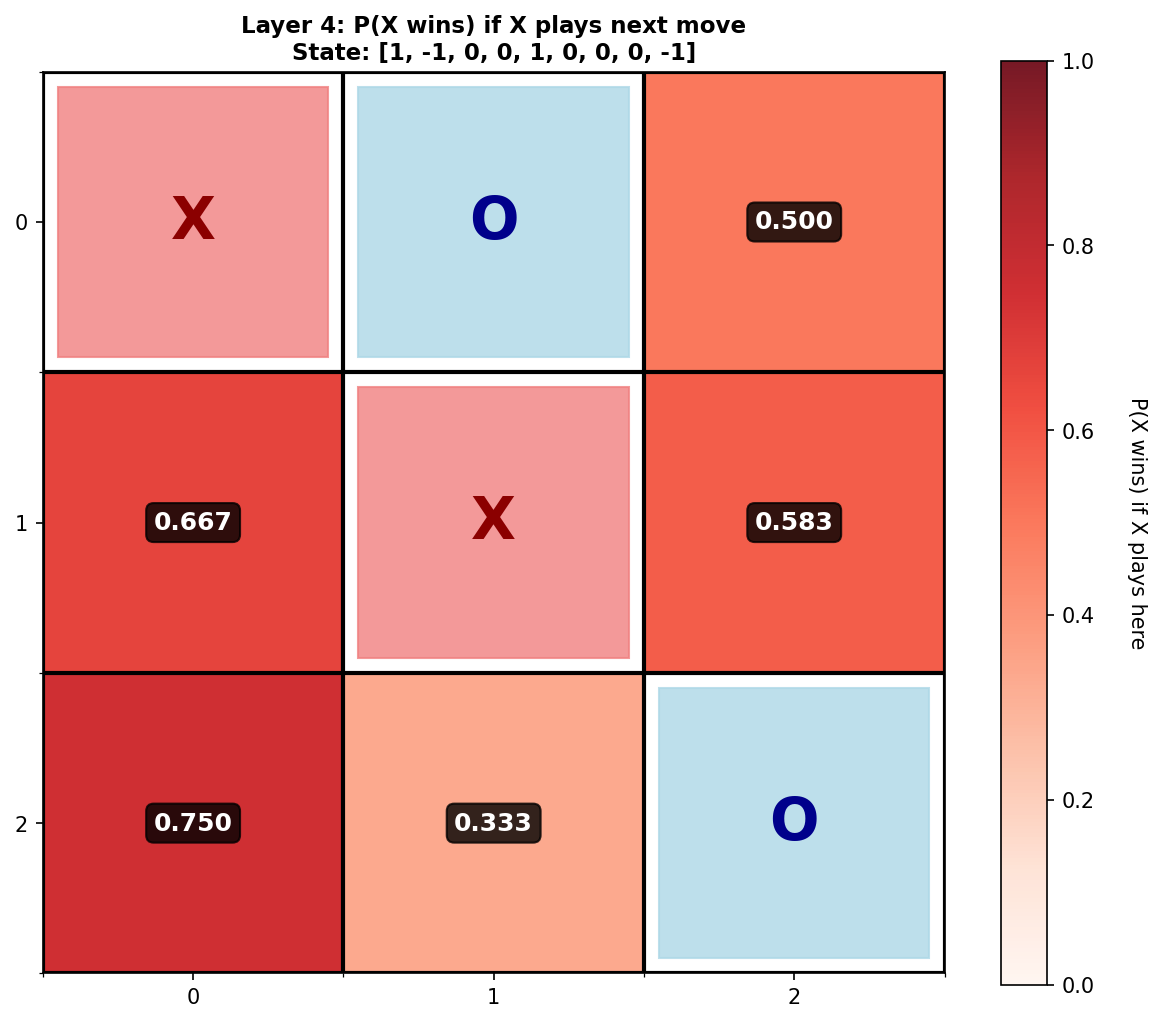 Layer 4: P(X wins) if X plays next move
State: [1, -1, 0, 0, 1, 0, 0, 0, -1]
X
O
0.500
0.667
X
0.583
0.750
0.333
O
0
1
2
0
1
2
1.0
0.8
0.6
0.4
0.2
0.0
P(X wins) if X plays here